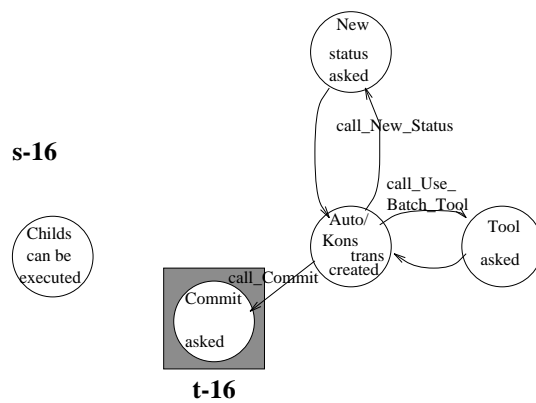 New
status
asked
call_New_Status
s-16
call_Use_
Batch_Tool
Childs
can be
executed
Auto/
Kons
trans
created
Tool
asked
call_Commit
Commit
asked
t-16